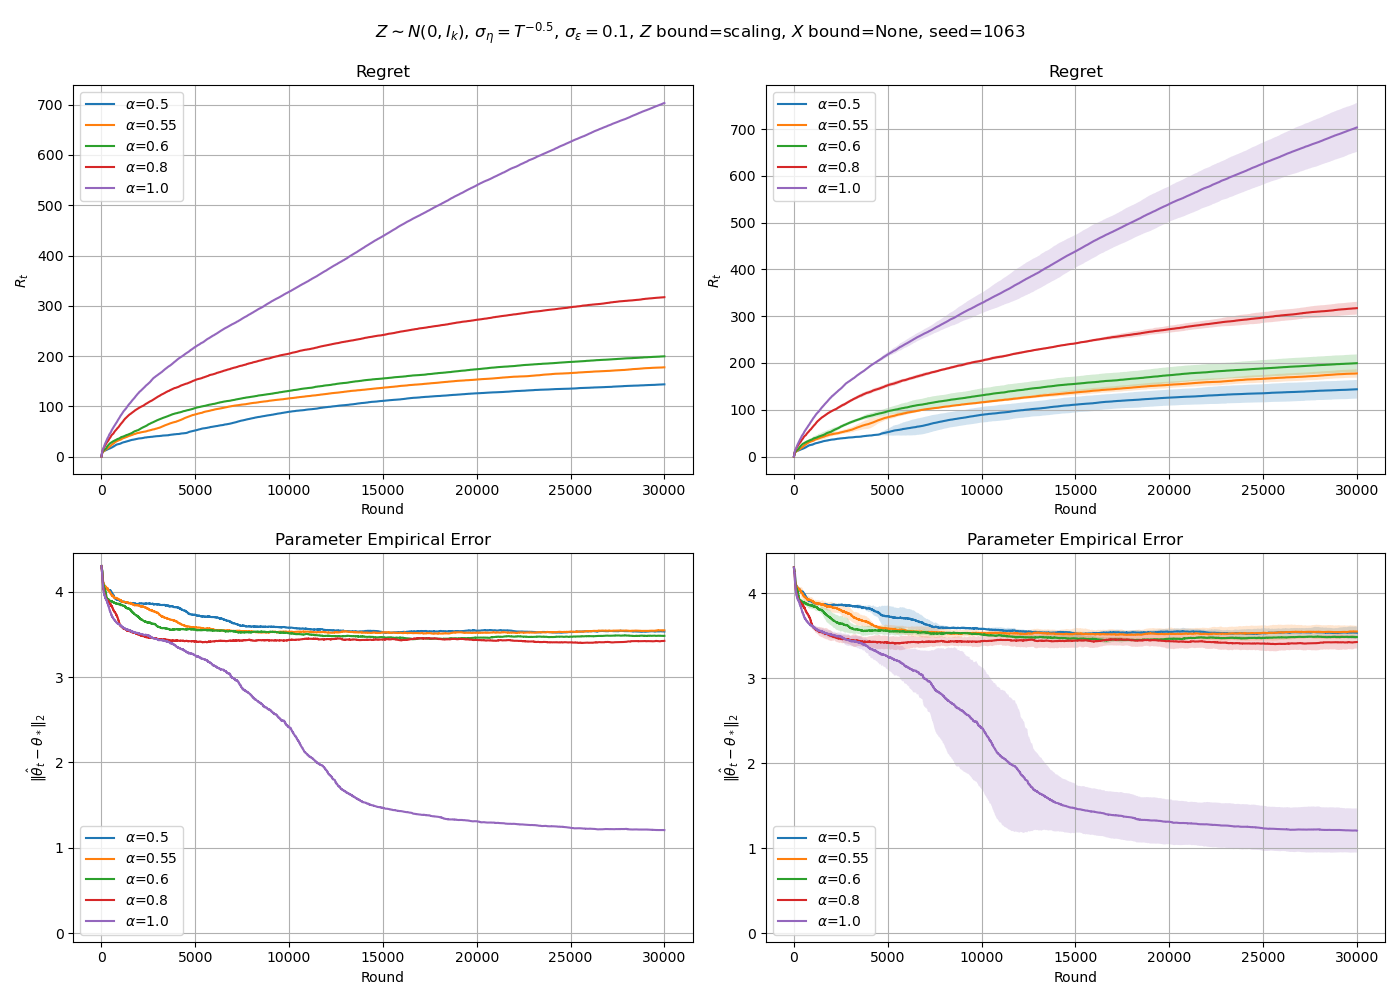 Z ~ N(0, I_k), σ_η = T^{−0.5}, σ_ε = 0.1, Z bound=scaling, X bound=None, seed=1063
Regret
R_t
700
600
500
400
300
200
100
0
α=0.5
α=0.55
α=0.6
α=0.8
α=1.0
0 5000 10000 15000 20000 25000 30000
Round
Regret
R_t
700
600
500
400
300
200
100
0
α=0.5
α=0.55
α=0.6
α=0.8
α=1.0
0 5000 10000 15000 20000 25000 30000
Round
Parameter Empirical Error
‖θ̂_t − θ_*‖_2
4
3
2
1
0
α=0.5
α=0.55
α=0.6
α=0.8
α=1.0
0 5000 10000 15000 20000 25000 30000
Round
Parameter Empirical Error
‖θ̂_t − θ_*‖_2
4
3
2
1
0
α=0.5
α=0.55
α=0.6
α=0.8
α=1.0
0 5000 10000 15000 20000 25000 30000
Round